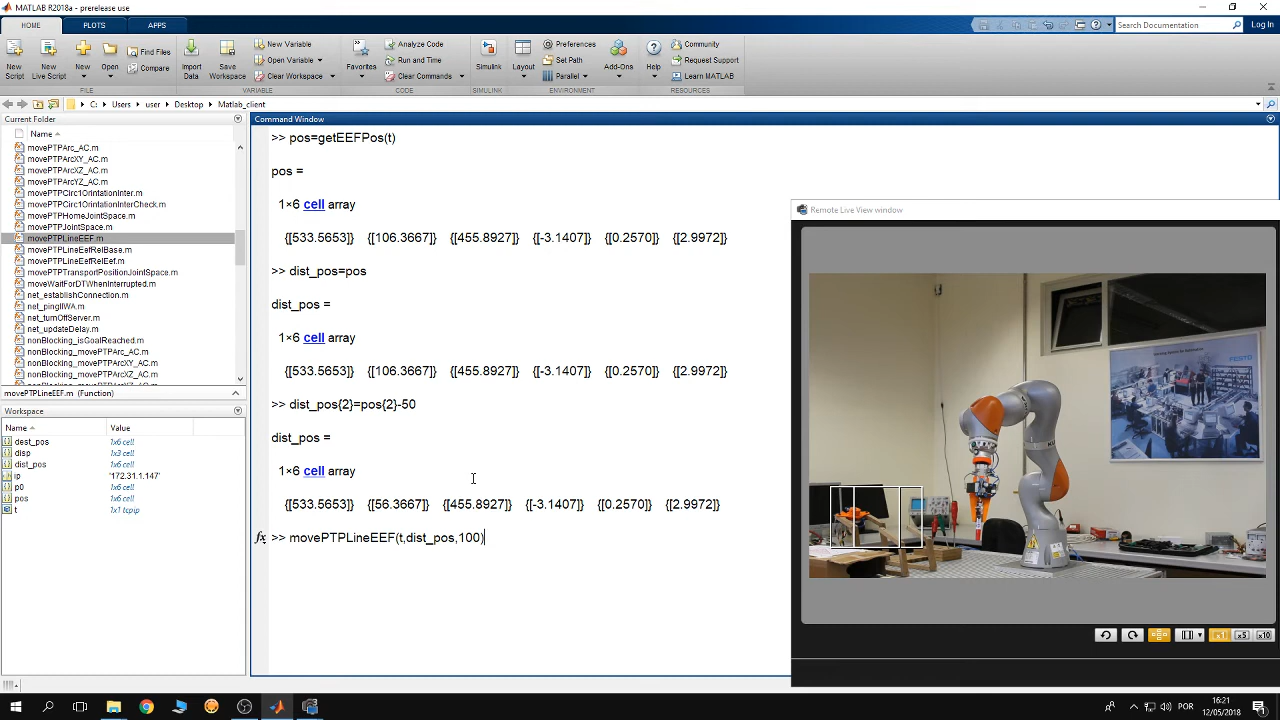 MATLAB R2018a - prerelease use
HOME PLOTS APPS
Search Documentation
Log In
New Script
New Live Script
New
Open
Find Files
Compare
Import Data
Save Workspace
New Variable
Open Variable
Clear Workspace
Favorites
Analyze Code
Run and Time
Clear Commands
Simulink
Layout
Preferences
Set Path
Parallel
Add-Ons
Help
Community
Request Support
Learn MATLAB
FILE VARIABLE CODE SIMULINK ENVIRONMENT RESOURCES
C: Users user Desktop Matlab_client
Current Folder
Name
movePTPArc_AC.m
movePTPArcXY_AC.m
movePTPArcXZ_AC.m
movePTPArcYZ_AC.m
movePTPCirc1OrintationInter.m
movePTPCirc1OrintationInterCheck.m
movePTPHomeJointSpace.m
movePTPJointSpace.m
movePTPLineEEF.m
movePTPLineEefRelBase.m
movePTPLineEefRelEef.m
movePTPTransportPositionJointSpace.m
moveWaitForDTWhenInterrupted.m
net_establishConnection.m
net_pingIIWA.m
net_turnOffServer.m
net_updateDelay.m
nonBlocking_isGoalReached.m
nonBlocking_movePTPArc_AC.m
nonBlocking_movePTPArcXY_AC.m
nonBlocking_movePTPArcXZ_AC.m
movePTPLineEEF.m (Function)
Workspace
Name Value
dest_pos 1x6 cell
disp 1x3 cell
dist_pos 1x6 cell
ip '172.31.1.147'
p0 1x6 cell
pos 1x6 cell
t 1x1 tcpip
Command Window
>> pos=getEEFPos(t)
pos =
1×6 cell array
{[533.5653]} {[106.3667]} {[455.8927]} {[-3.1407]} {[0.2570]} {[2.9972]}
>> dist_pos=pos
dist_pos =
1×6 cell array
{[533.5653]} {[106.3667]} {[455.8927]} {[-3.1407]} {[0.2570]} {[2.9972]}
>> dist_pos{2}=pos{2}-50
dist_pos =
1×6 cell array
{[533.5653]} {[56.3667]} {[455.8927]} {[-3.1407]} {[0.2570]} {[2.9972]}
fx >> movePTPLineEEF(t,dist_pos,100)
Remote Live View window
FESTO
x1 x5 x10
POR
16:21
12/05/2018